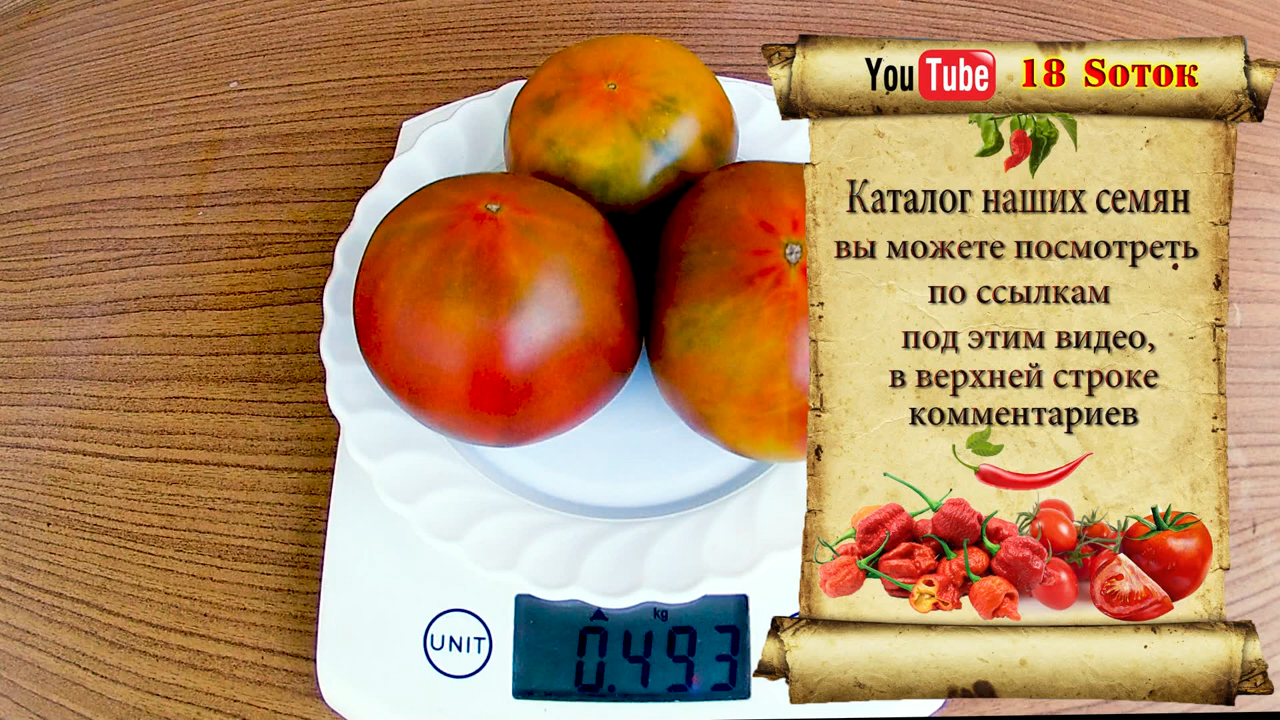 YouTube 18 Sоток
Каталог наших семян
вы можете посмотреть
по ссылкам
под этим видео,
в верхней строке
комментариев
UNIT
kg
0.493